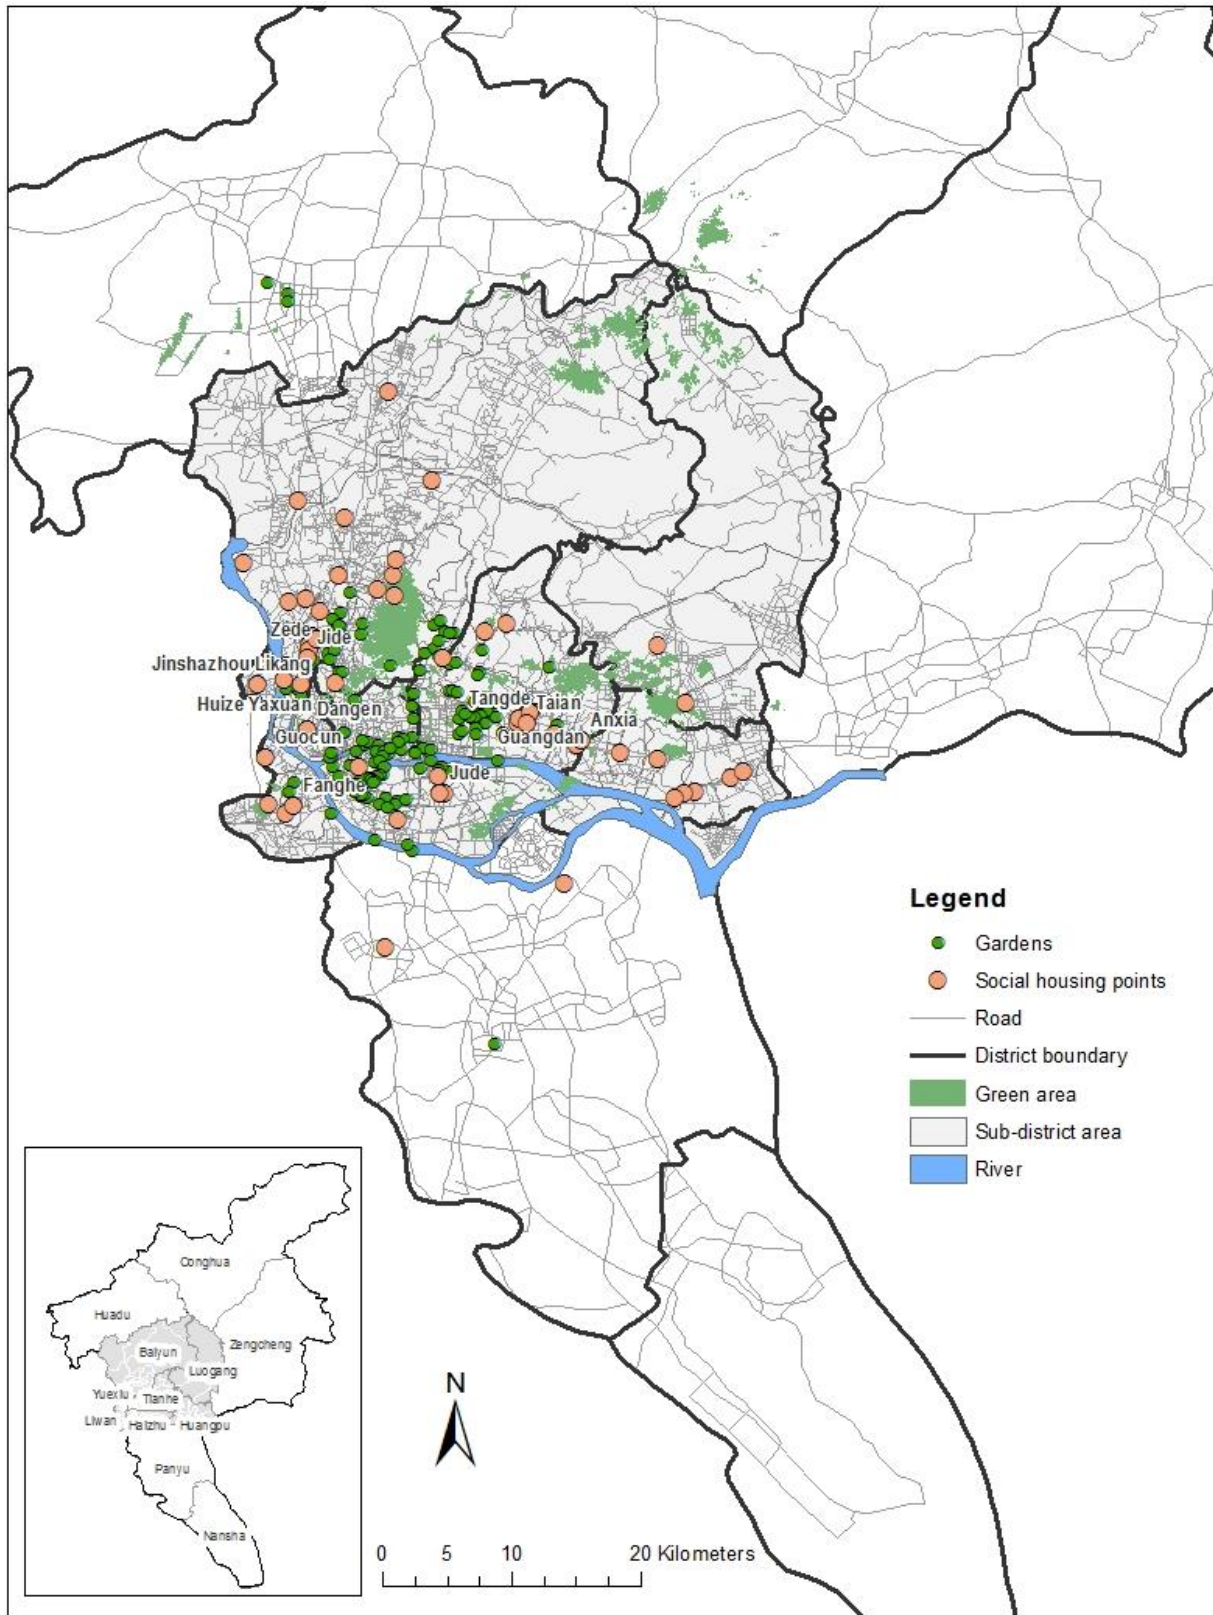 Zede
Jide
Jinshazhou Likang
Huize Yaxuan
Dangen
Tangde
Taian
Anxia
Guangdan
Guocun
Jude
Fanghe
Legend
Gardens
Social housing points
Road
District boundary
Green area
Sub-district area
River
Conghua
Huadu
Zengcheng
Baiyun
Luogang
Yuexiu
Tianhe
Liwan
Haizhu
Huangpu
Panyu
Nansha
N
0 5 10 20 Kilometers